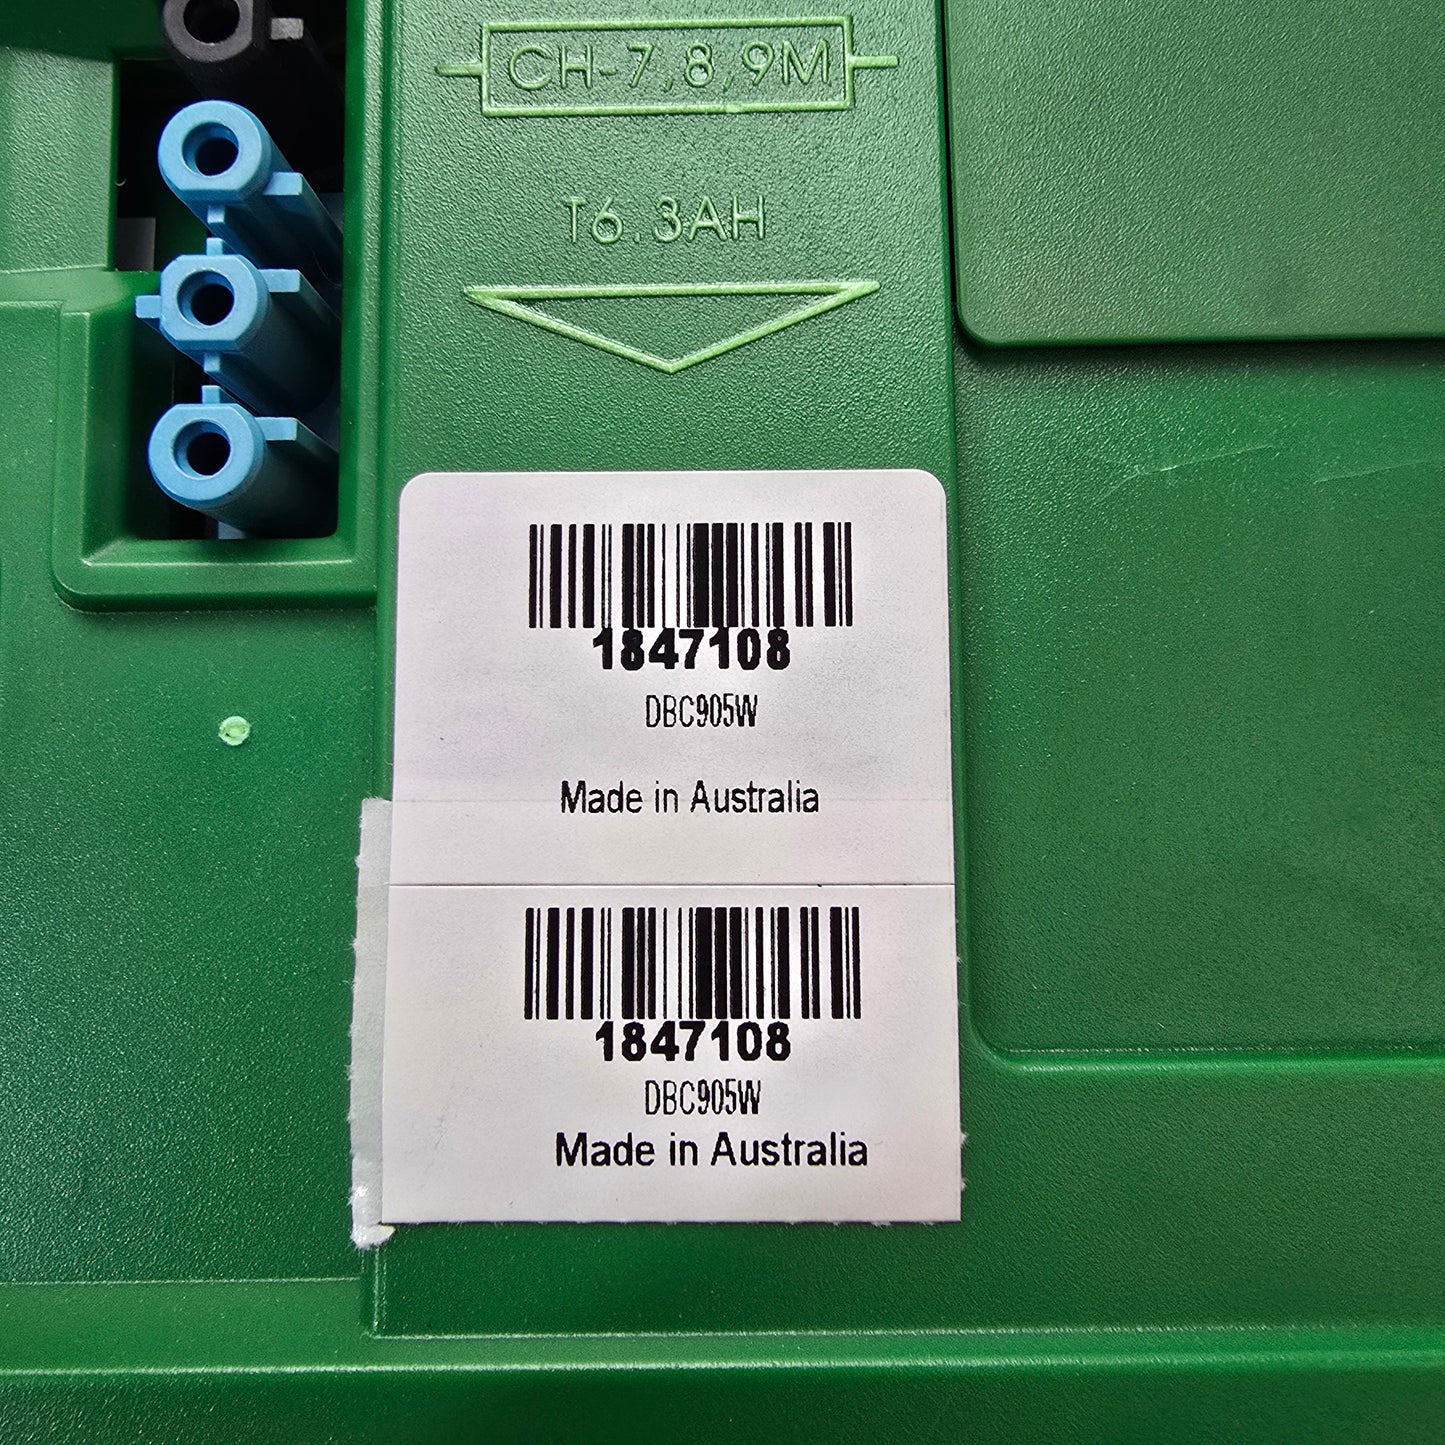 CH-7,8,9M
T6.3AH
1847108
DBC905W
Made in Australia
1847108
DBC905W
Made in Australia